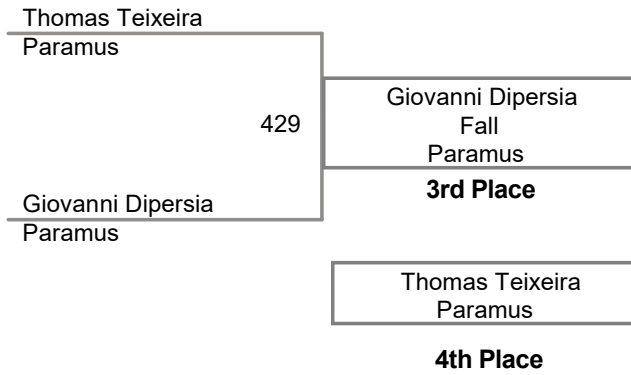 Thomas Teixeira
Paramus
429
Giovanni Dipersia
Fall
Paramus
3rd Place
Giovanni Dipersia
Paramus
Thomas Teixeira
Paramus
4th Place